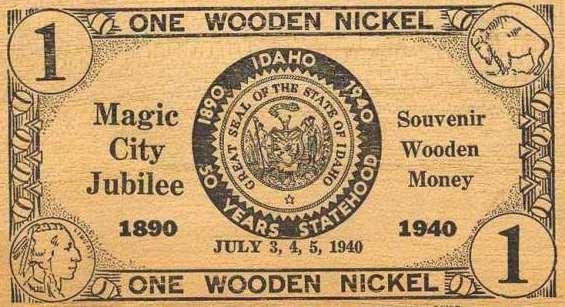 ONE WOODEN NICKEL
1
Magic
City
Jubilee
1890
1890 IDAHO 1940
50 YEARS STATEHOOD
GREAT SEAL OF THE STATE OF IDAHO
Souvenir
Wooden
Money
1940
JULY 3, 4, 5, 1940
1
ONE WOODEN NICKEL